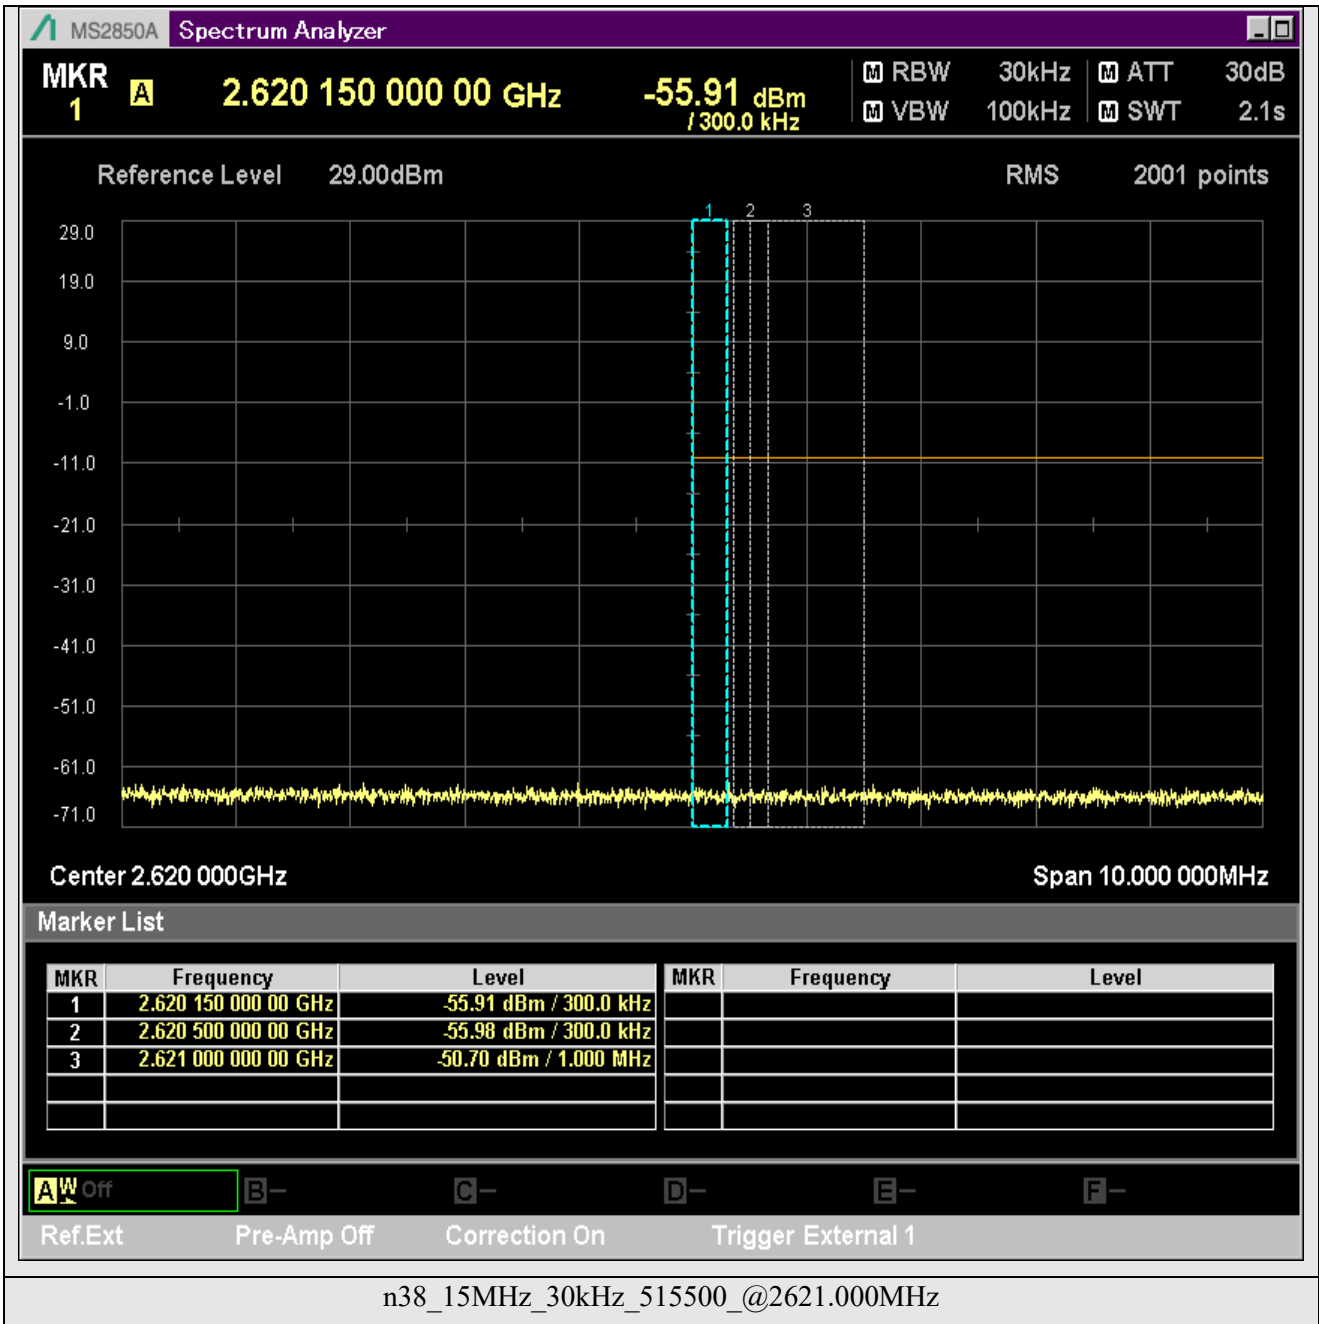 MS2850A Spectrum Analyzer
MKR 1 A 2.620 150 000 00 GHz -55.91 dBm / 300.0 kHz
M RBW 30kHz M ATT 30dB
M VBW 100kHz M SWT 2.1s
Reference Level 29.00dBm RMS 2001 points
1 2 3
29.0
19.0
9.0
-1.0
-11.0
-21.0
-31.0
-41.0
-51.0
-61.0
-71.0
Center 2.620 000GHz Span 10.000 000MHz
Marker List
MKR Frequency Level MKR Frequency Level
1 2.620 150 000 00 GHz -55.91 dBm / 300.0 kHz
2 2.620 500 000 00 GHz -55.98 dBm / 300.0 kHz
3 2.621 000 000 00 GHz -50.70 dBm / 1.000 MHz
A W Off B- C- D- E- F-
Ref.Ext Pre-Amp Off Correction On Trigger External 1
n38_15MHz_30kHz_515500_@2621.000MHz